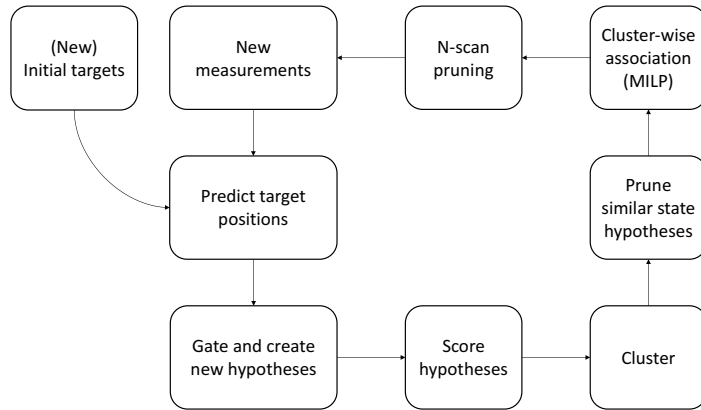 (New)
Initial targets
New
measurements
N-scan
pruning
Cluster-wise
association
(MILP)
Predict target
positions
Prune
similar state
hypotheses
Gate and create
new hypotheses
Score
hypotheses
Cluster